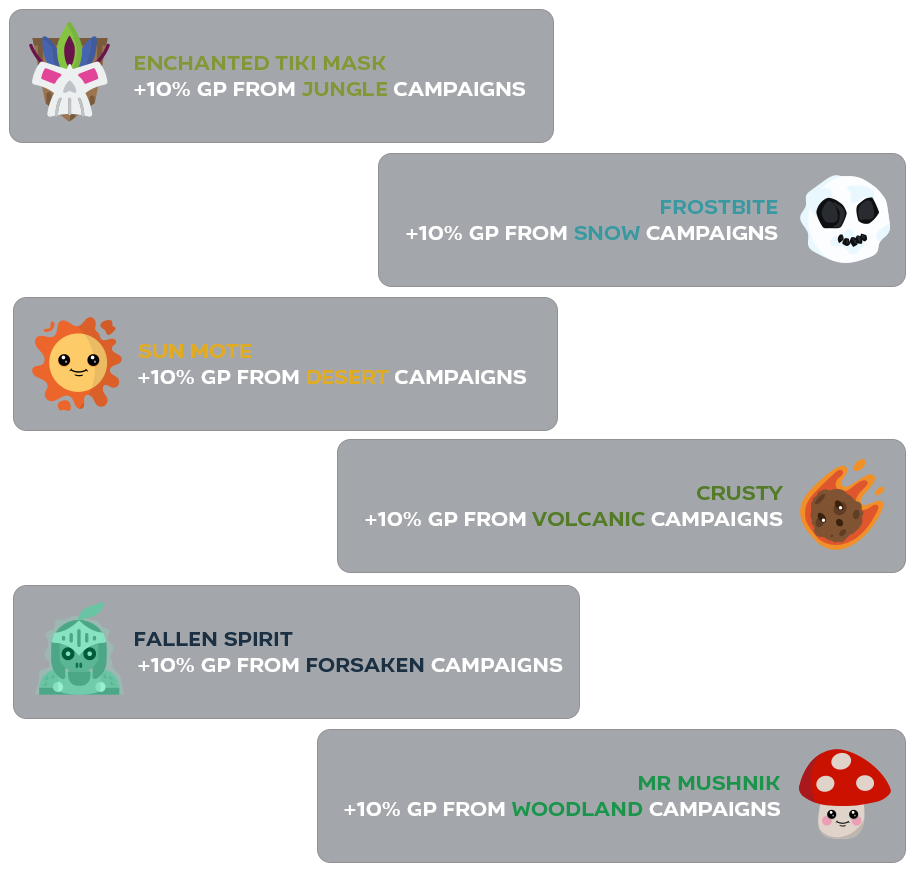 ENCHANTED TIKI MASK
+10% GP FROM JUNGLE CAMPAIGNS
FROSTBITE
+10% GP FROM SNOW CAMPAIGNS
SUN MOTE
+10% GP FROM DESERT CAMPAIGNS
CRUSTY
+10% GP FROM VOLCANIC CAMPAIGNS
FALLEN SPIRIT
+10% GP FROM FORSAKEN CAMPAIGNS
MR MUSHNIK
+10% GP FROM WOODLAND CAMPAIGNS